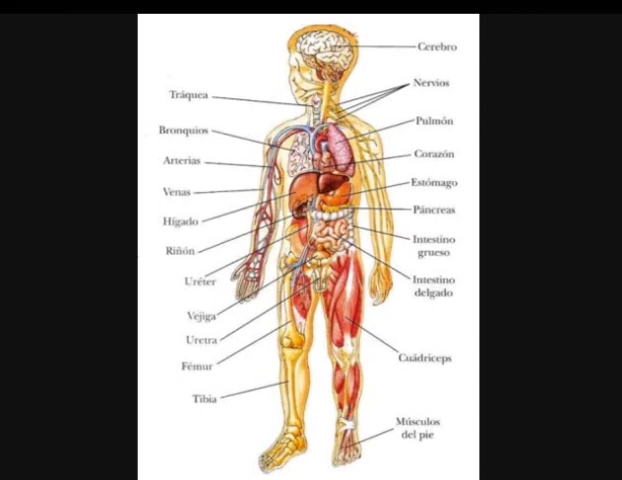 Cerebro
Nervios
Tráquea
Pulmón
Bronquios
Corazón
Arterias
Estómago
Venas
Páncreas
Hígado
Intestino
grueso
Riñón
Uréter
Intestino
delgado
Vejiga
Uretra
Cuádriceps
Fémur
Tibia
Músculos
del pie